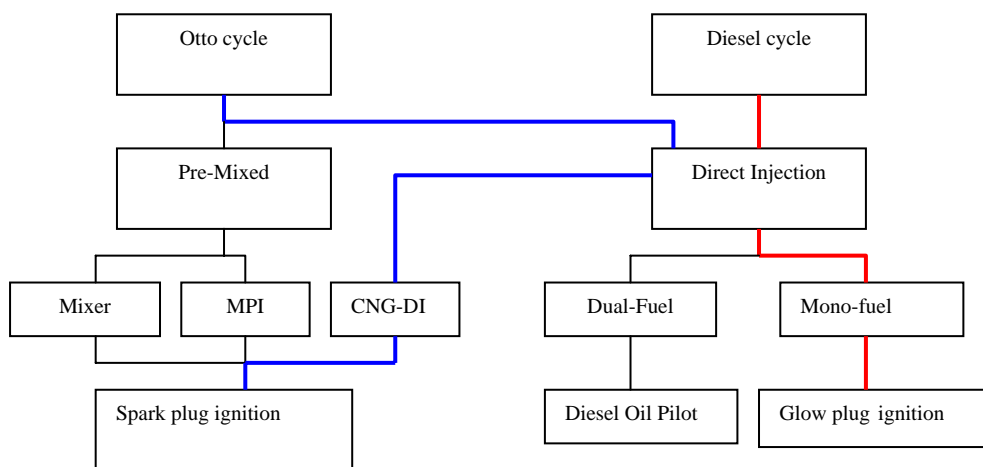 Otto cycle
Diesel cycle
Pre-Mixed
Direct Injection
Mixer
MPI
CNG-DI
Dual-Fuel
Mono-fuel
Spark plug ignition
Diesel Oil Pilot
Glow plug ignition